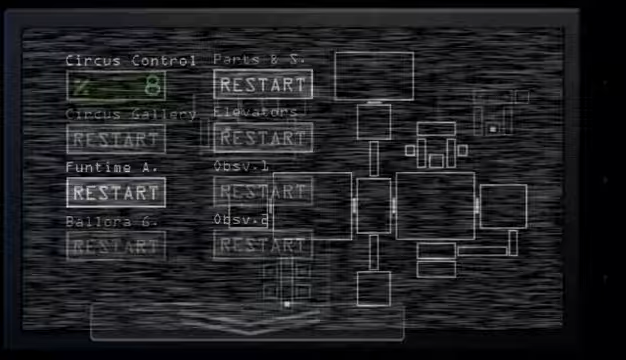 Circus Control
% 8
Circus Gallery
RESTART
Funtime A.
RESTART
Ballora G.
RESTART
Parts & S.
RESTART
Elevators
RESTART
Obsv.1
RESTART
Obsv.2
RESTART